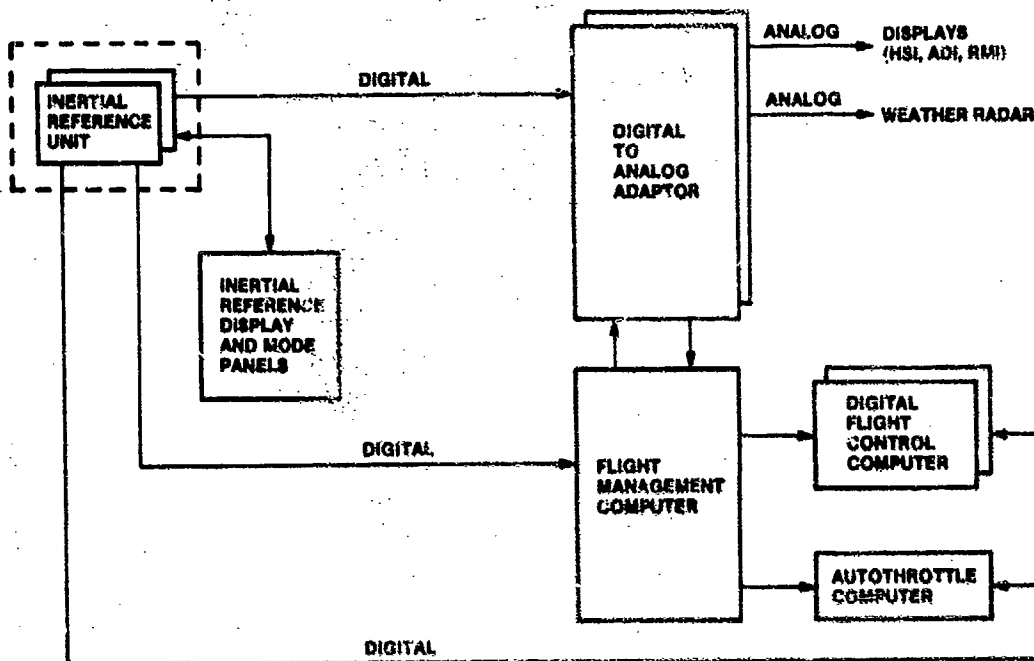 INERTIAL
REFERENCE
UNIT
DIGITAL
DIGITAL
TO
ANALOG
ADAPTOR
ANALOG
DISPLAYS
(HSI, ADI, RMI)
ANALOG
WEATHER RADAR
INERTIAL
REFERENCE
DISPLAY
AND MODE
PANELS
DIGITAL
FLIGHT
MANAGEMENT
COMPUTER
DIGITAL
FLIGHT
CONTROL
COMPUTER
AUTOTHROTTLE
COMPUTER
DIGITAL